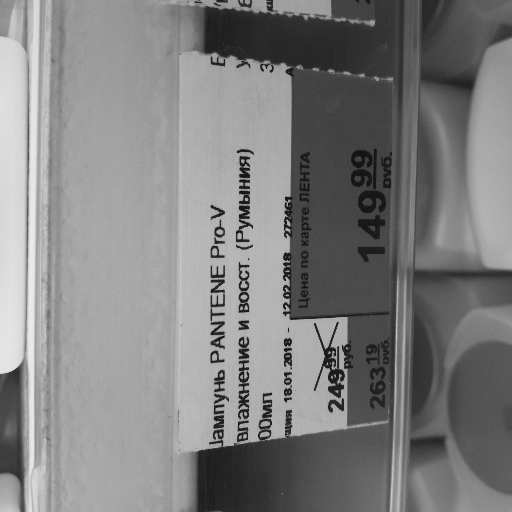 Шампунь PANTENE Pro-V
Увлажнение и восст. (Румыния)
00мл
ция 18.01.2018 - 12.02.2018 272461
Цена по карте ЛЕНТА
149 99
руб.
249 99
руб.
263 19
руб.